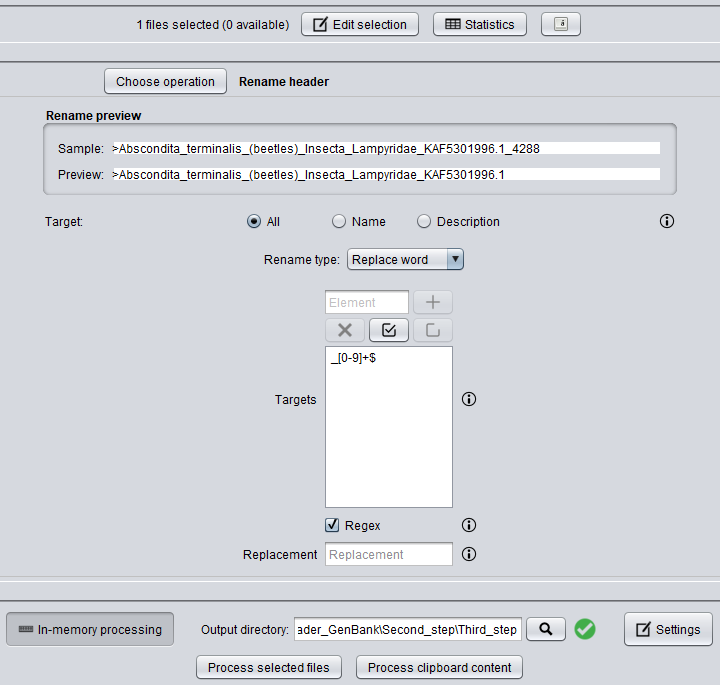 1 files selected (0 available) Edit selection Statistics
Choose operation Rename header
Rename preview
Sample: >Abscondita_terminalis_(beetles)_Insecta_Lampyridae_KAF5301996.1_4288
Preview: >Abscondita_terminalis_(beetles)_Insecta_Lampyridae_KAF5301996.1
Target: All Name Description
Rename type: Replace word
Element
_[0-9]+$
Targets
Regex
Replacement Replacement
In-memory processing Output directory: ader_GenBank\Second_step\Third_step Settings
Process selected files Process clipboard content